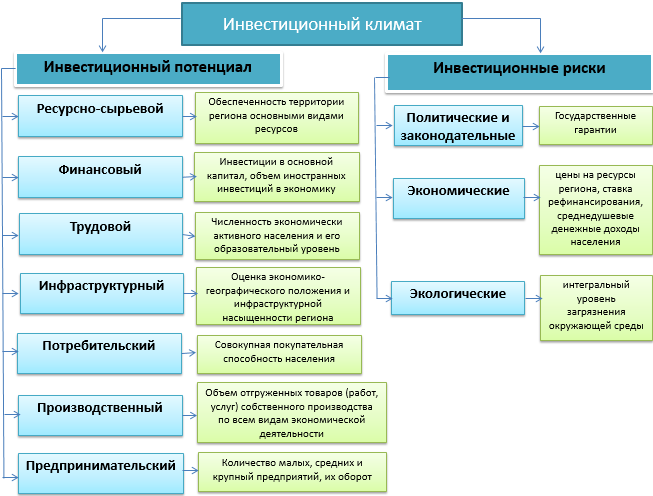 Инвестиционный климат
Инвестиционный потенциал
Ресурсно-сырьевой
Обеспеченность территории
региона основными видами
ресурсов
Финансовый
Инвестиции в основной
капитал, объем иностранных
инвестиций в экономику
Трудовой
Численность экономически
активного населения и его
образовательный уровень
Инфраструктурный
Оценка экономико-
географического положения и
инфраструктурной
насыщенности региона
Потребительский
Совокупная покупательная
способность населения
Производственный
Объем отгруженных товаров (работ,
услуг) собственного производства
по всем видам экономической
деятельности
Предпринимательский
Количество малых, средних и
крупный предприятий, их оборот
Инвестиционные риски
Политические и
законодательные
Государственные
гарантии
Экономические
цены на ресурсы
региона, ставка
рефинансирования,
среднедушевые
денежные доходы
населения
Экологические
интегральный
уровень
загрязнения
окружающей среды